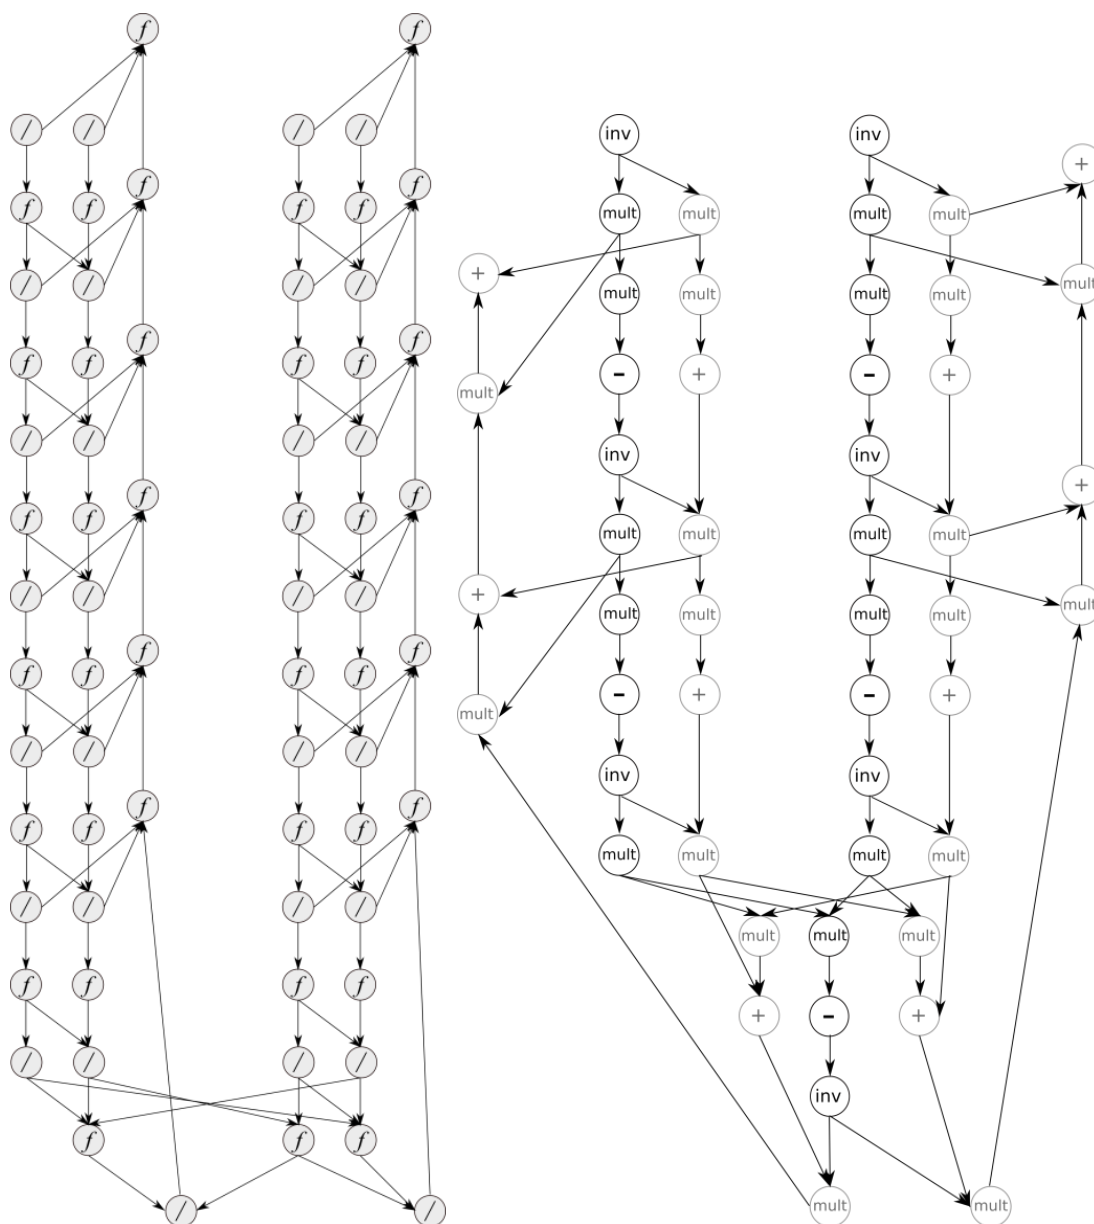 f f
/ / / / inv inv
+
f f
f f f f mult mult mult mult
/ / / / + mult
mult mult mult mult
f f
f f f f - + - +
mult
/ / / / inv inv
+
f f
f f f f mult mult mult mult
/ / / / + mult
mult mult mult mult
f f
f f f f - + - +
mult
/ / / / inv inv
f f
f f f f mult mult mult mult
/ / / /
mult mult mult
f f f f
+ - +
/ / / /
inv
f f f
/ / mult mult